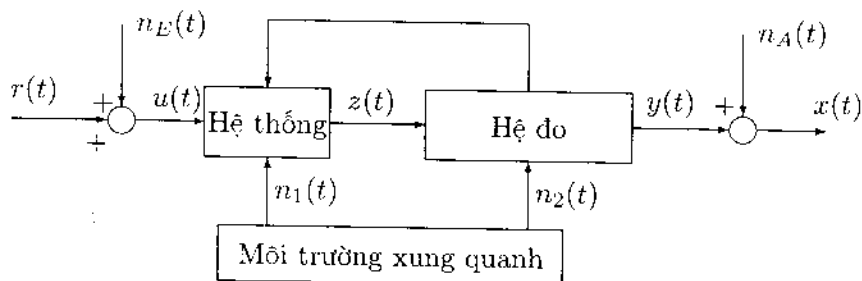 n_E(t)
n_A(t)
r(t)
+
+
u(t)
Hệ thống
z(t)
Hệ đo
y(t)
+
x(t)
n_1(t)
n_2(t)
Môi trường xung quanh